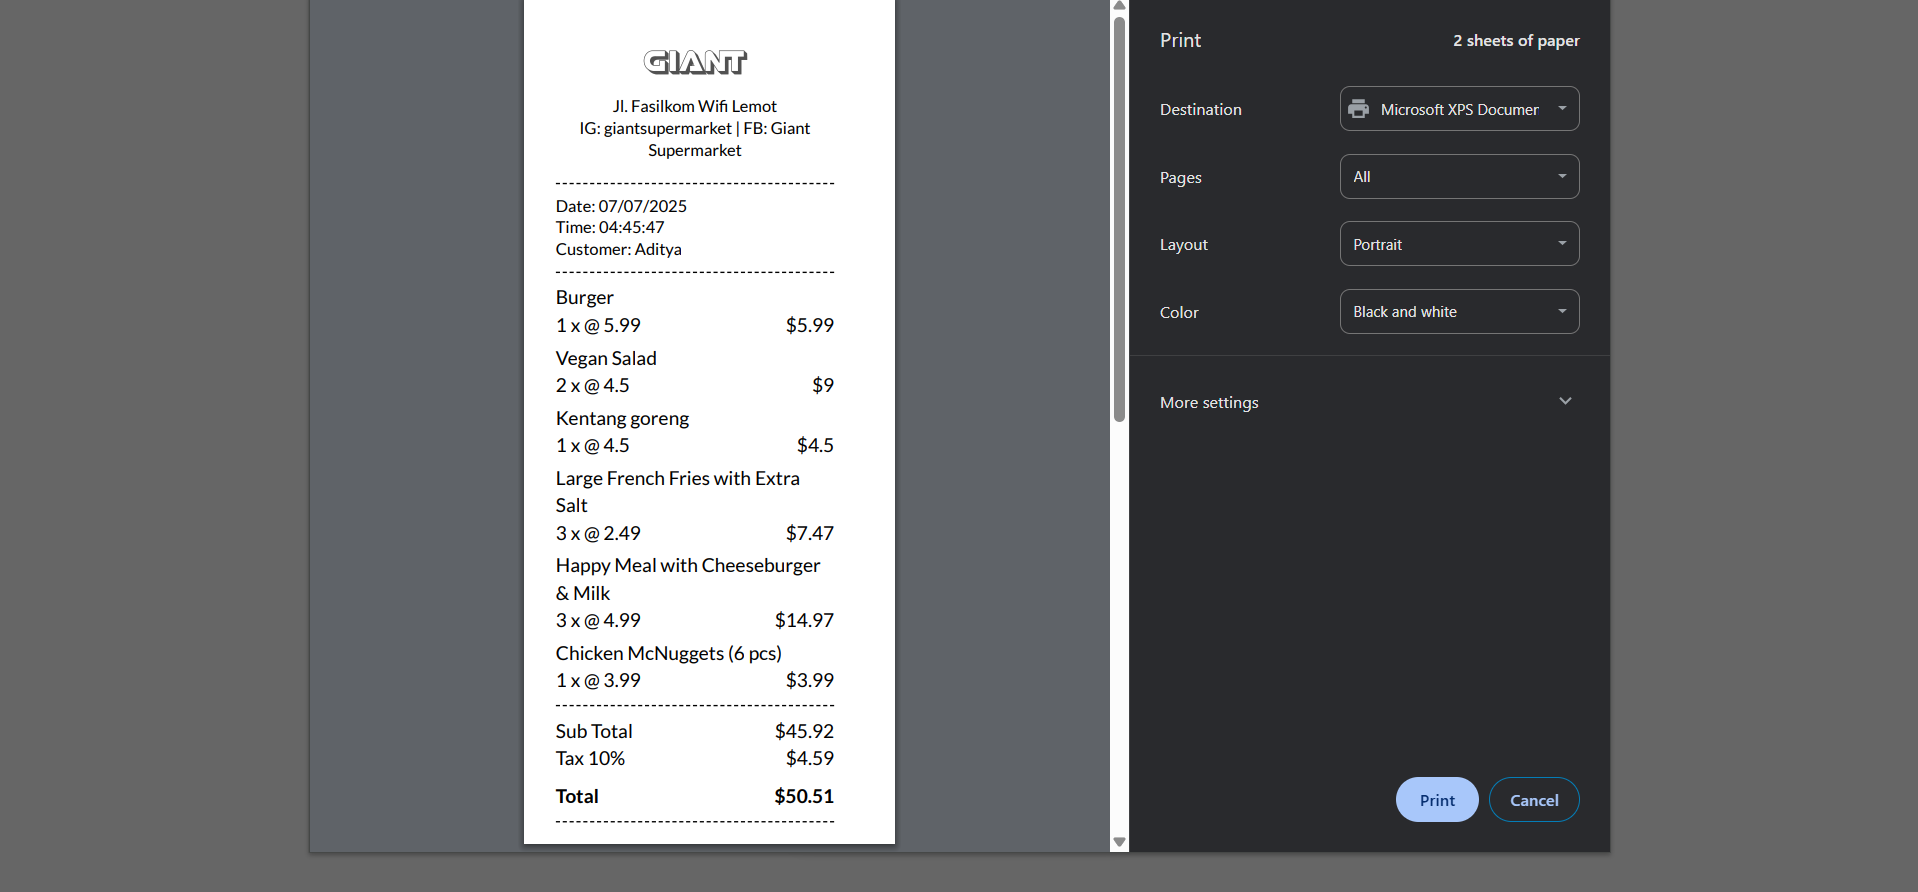 GIANT
Jl. Fasilkom Wifi Lemot
IG: giantsupermarket | FB: Giant
Supermarket
-----------------------------------------
Date: 07/07/2025
Time: 04:45:47
Customer: Aditya
-----------------------------------------
Burger
1 x @ 5.99 $5.99
Vegan Salad
2 x @ 4.5 $9
Kentang goreng
1 x @ 4.5 $4.5
Large French Fries with Extra
Salt
3 x @ 2.49 $7.47
Happy Meal with Cheeseburger
& Milk
3 x @ 4.99 $14.97
Chicken McNuggets (6 pcs)
1 x @ 3.99 $3.99
-----------------------------------------
Sub Total $45.92
Tax 10% $4.59
Total $50.51
-----------------------------------------
Print 2 sheets of paper
Destination Microsoft XPS Documer
Pages All
Layout Portrait
Color Black and white
More settings
Print Cancel